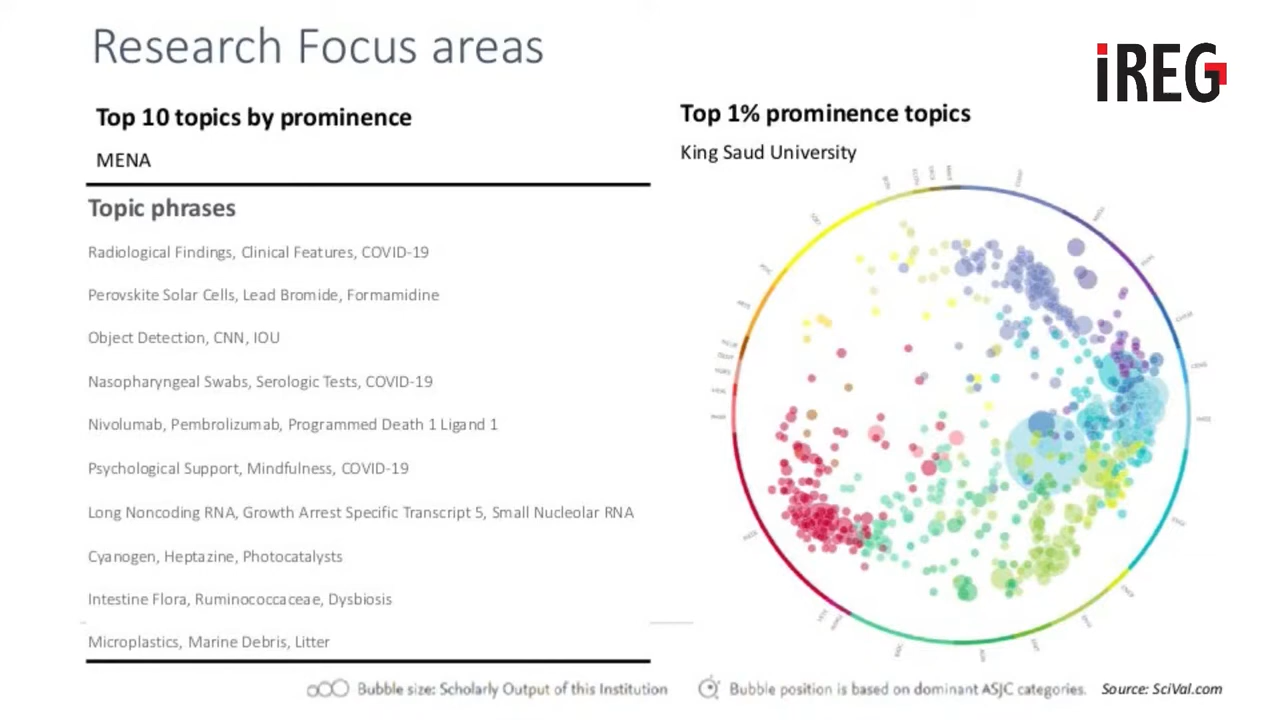 Research Focus areas
iREG
Top 10 topics by prominence
MENA
Topic phrases
Radiological Findings, Clinical Features, COVID-19
Perovskite Solar Cells, Lead Bromide, Formamidine
Object Detection, CNN, IOU
Nasopharyngeal Swabs, Serologic Tests, COVID-19
Nivolumab, Pembrolizumab, Programmed Death 1 Ligand 1
Psychological Support, Mindfulness, COVID-19
Long Noncoding RNA, Growth Arrest Specific Transcript 5, Small Nucleolar RNA
Cyanogen, Heptazine, Photocatalysts
Intestine Flora, Ruminococcaceae, Dysbiosis
Microplastics, Marine Debris, Litter
Top 1% prominence topics
King Saud University
Bubble size: Scholarly Output of this Institution
Bubble position is based on dominant ASJC categories.
Source: SciVal.com